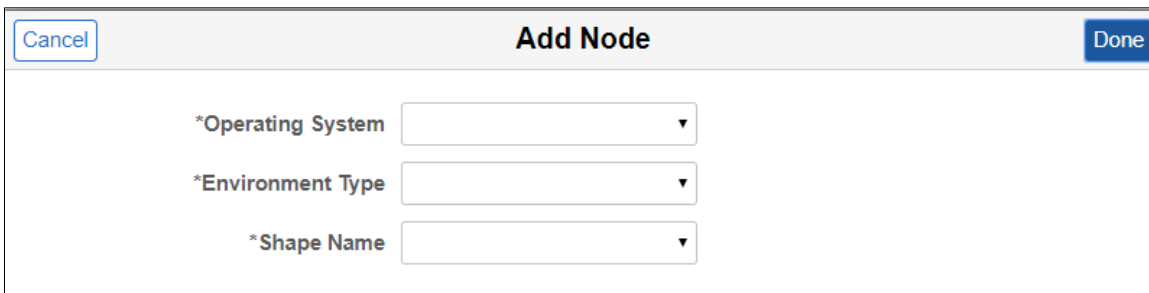 Cancel Add Node Done
*Operating System
*Environment Type
*Shape Name